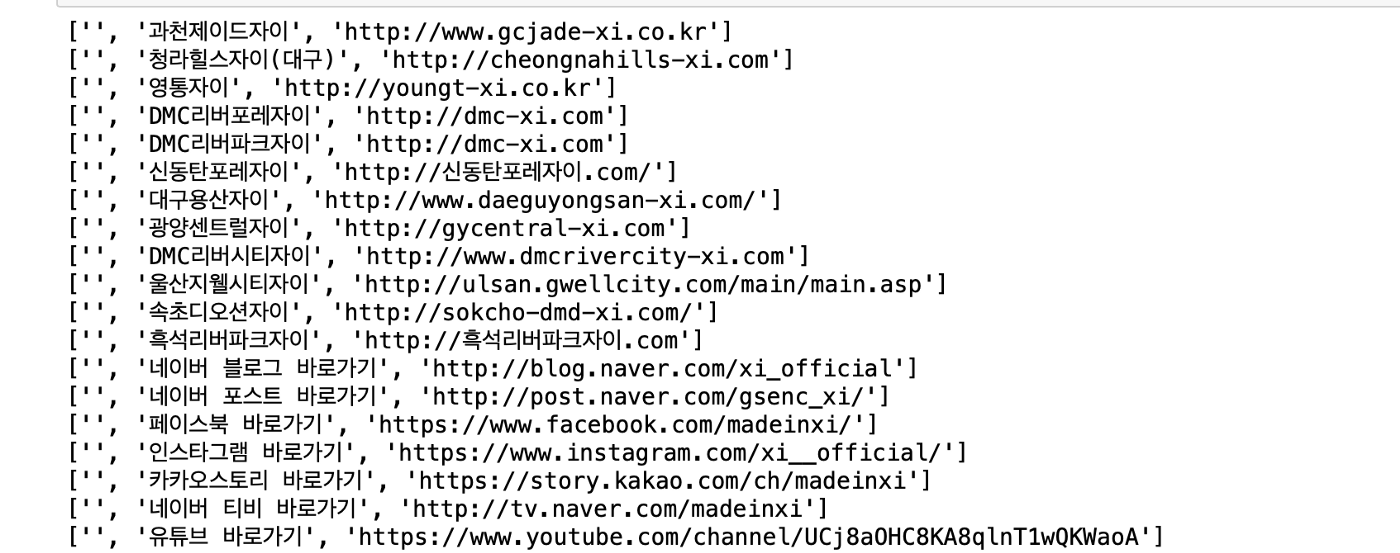 ['', '과천제이드자이', 'http://www.gcjade-xi.co.kr']
['', '청라힐스자이(대구)', 'http://cheongnahills-xi.com']
['', '영통자이', 'http://youngt-xi.co.kr']
['', 'DMC리버포레자이', 'http://dmc-xi.com']
['', 'DMC리버파크자이', 'http://dmc-xi.com']
['', '신동탄포레자이', 'http://신동탄포레자이.com/']
['', '대구용산자이', 'http://www.daeguyongsan-xi.com/']
['', '광양센트럴자이', 'http://gycentral-xi.com']
['', 'DMC리버시티자이', 'http://www.dmcrivercity-xi.com']
['', '울산지웰시티자이', 'http://ulsan.gwellcity.com/main/main.asp']
['', '속초디오션자이', 'http://sokcho-dmd-xi.com/']
['', '흑석리버파크자이', 'http://흑석리버파크자이.com']
['', '네이버 블로그 바로가기', 'http://blog.naver.com/xi_official']
['', '네이버 포스트 바로가기', 'http://post.naver.com/gsenc_xi/']
['', '페이스북 바로가기', 'https://www.facebook.com/madeinxi/']
['', '인스타그램 바로가기', 'https://www.instagram.com/xi__official/']
['', '카카오스토리 바로가기', 'https://story.kakao.com/ch/madeinxi']
['', '네이버 티비 바로가기', 'http://tv.naver.com/madeinxi']
['', '유튜브 바로가기', 'https://www.youtube.com/channel/UCj8aOHC8KA8qlnT1wQKWaoA']